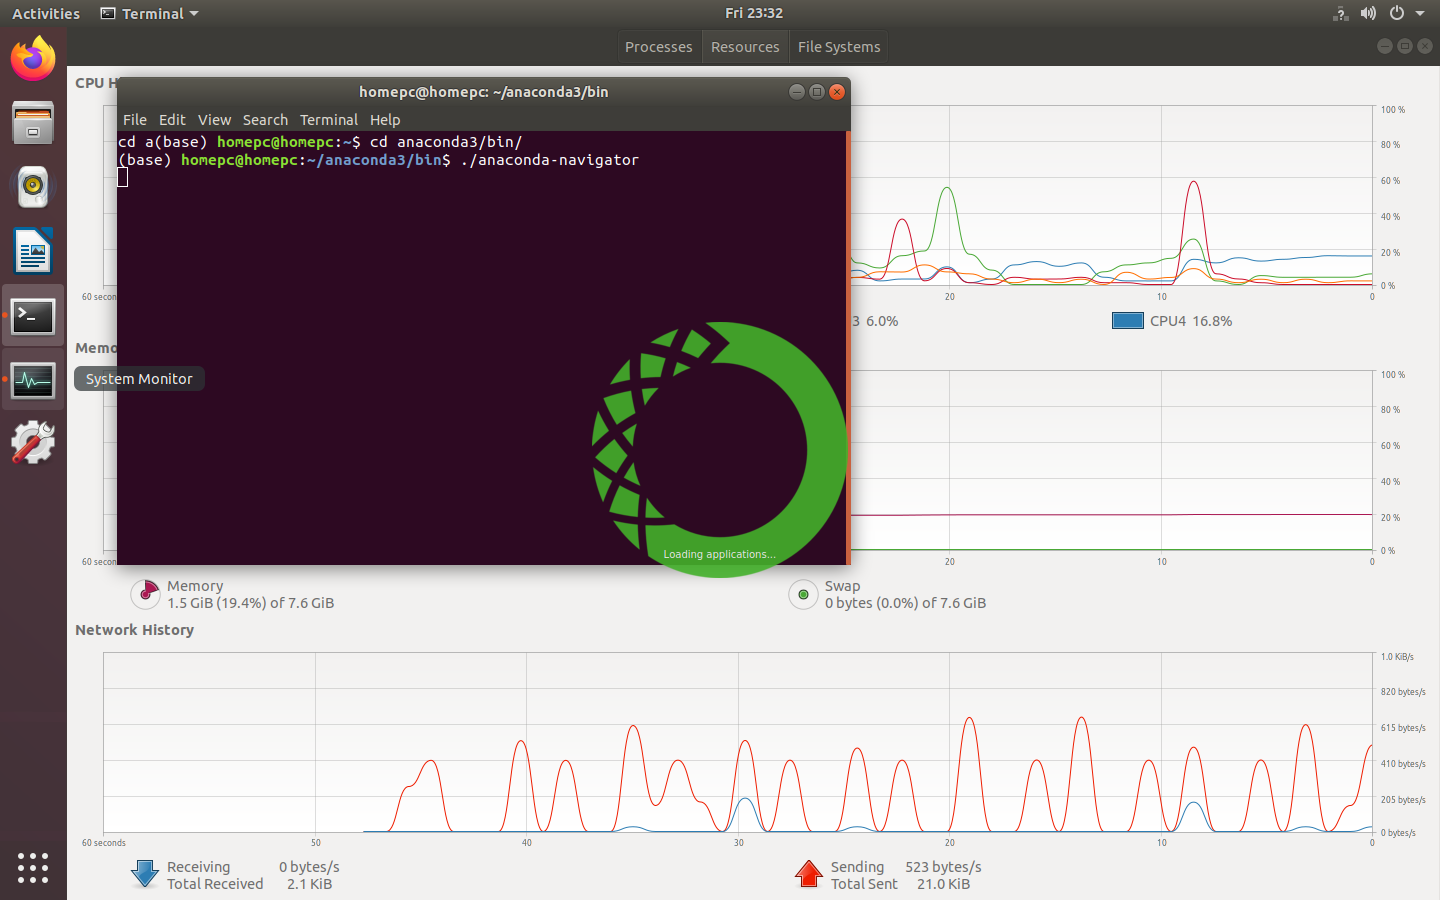 Activities
Terminal
Fri 23:32
?
Processes
Resources
File Systems
CPU H
homepc@homepc: ~/anaconda3/bin
File Edit View Search Terminal Help
cd a(base) homepc@homepc:~$ cd anaconda3/bin/
(base) homepc@homepc:~/anaconda3/bin$ ./anaconda-navigator
100 %
80 %
60 %
40 %
20 %
0 %
60 secon
20
10
0
3 6.0%
CPU4 16.8%
Memo
System Monitor
100 %
80 %
60 %
40 %
20 %
0 %
Loading applications...
60 secon
20
10
0
Memory
1.5 GiB (19.4%) of 7.6 GiB
Swap
0 bytes (0.0%) of 7.6 GiB
Network History
1.0 KiB/s
820 bytes/s
615 bytes/s
410 bytes/s
205 bytes/s
0 bytes/s
60 seconds
50
40
30
20
10
0
Receiving 0 bytes/s
Total Received 2.1 KiB
Sending 523 bytes/s
Total Sent 21.0 KiB